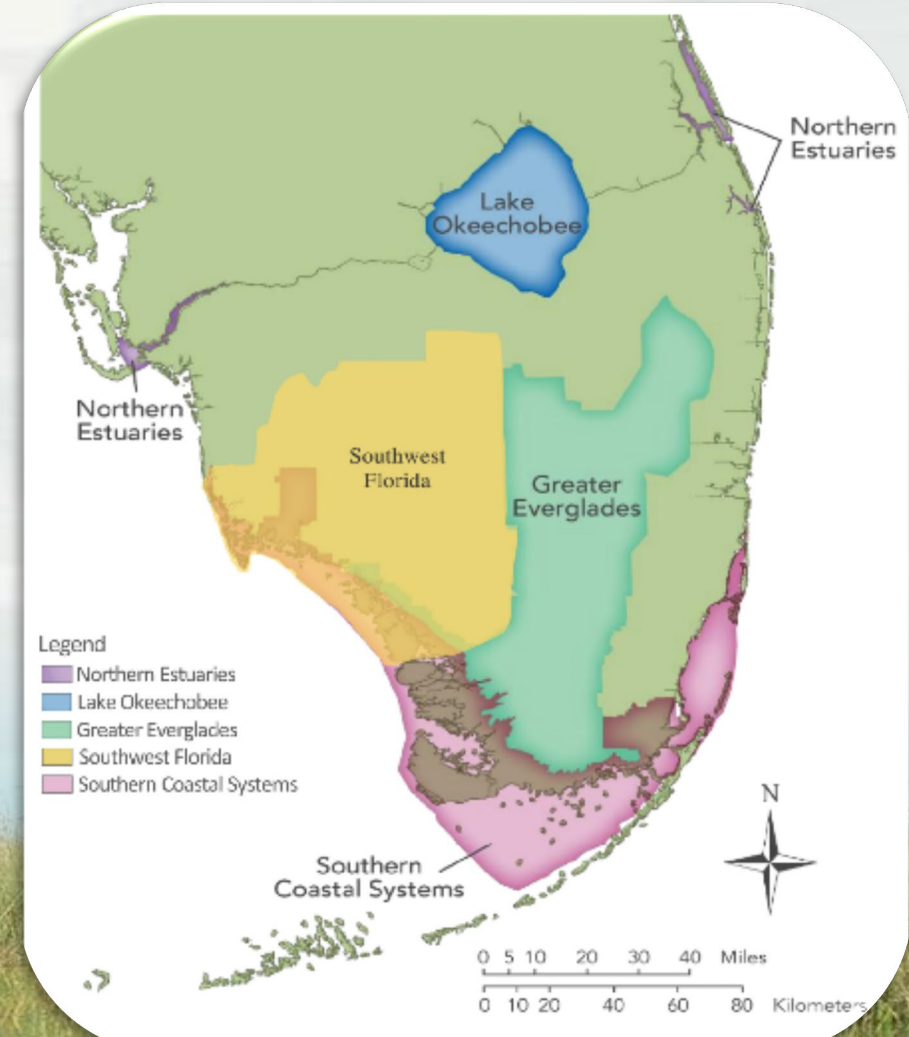 Northern
Estuaries
Lake
Okeechobee
Northern
Estuaries
Southwest
Florida
Greater
Everglades
Legend
Northern Estuaries
Lake Okeechobee
Greater Everglades
Southwest Florida
Southern Coastal Systems
N
Southern
Coastal Systems
0 5 10 20 30 40 Miles
0 10 20 40 60 80 Kilometers